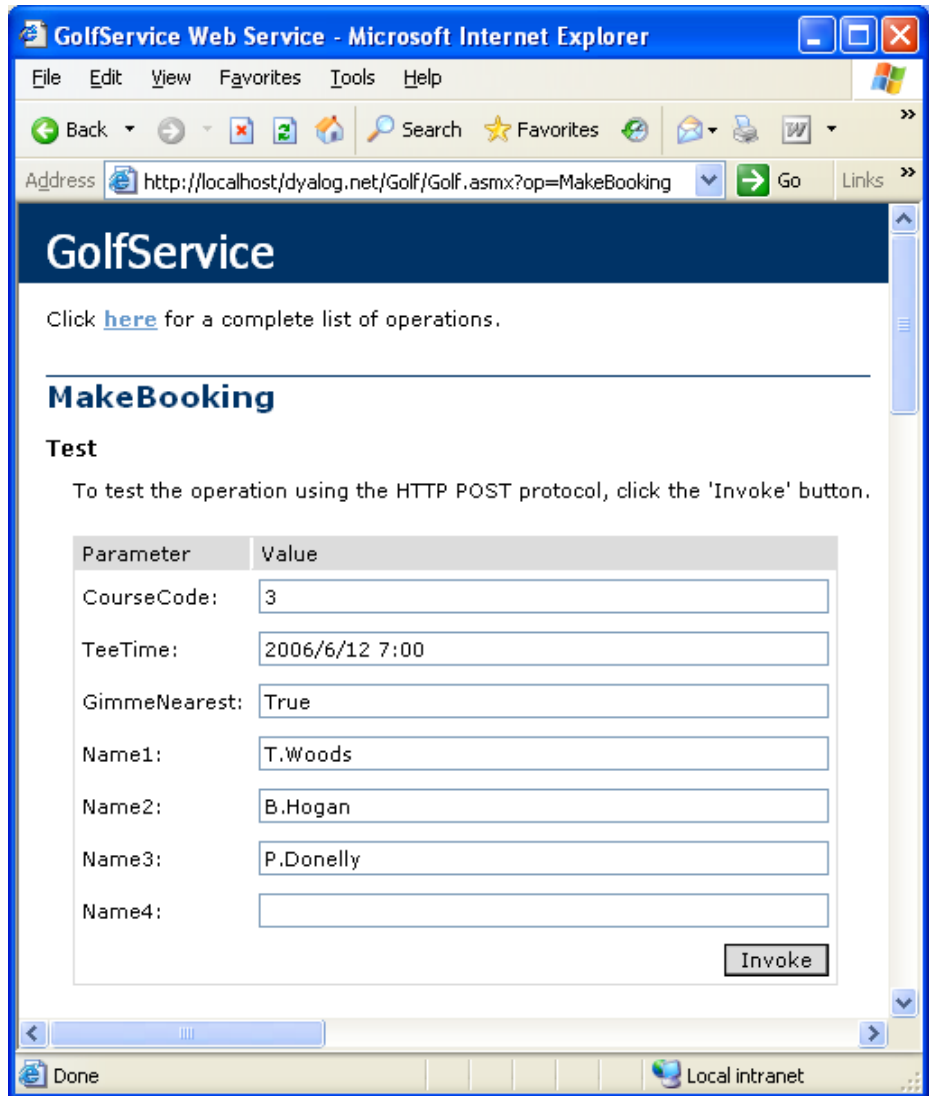 GolfService Web Service - Microsoft Internet Explorer
File Edit View Favorites Tools Help
Back Search Favorites W »
Address http://localhost/dyalog.net/Golf/Golf.asmx?op=MakeBooking Go Links »
GolfService
Click here for a complete list of operations.
MakeBooking
Test
To test the operation using the HTTP POST protocol, click the 'Invoke' button.
Parameter Value
CourseCode: 3
TeeTime: 2006/6/12 7:00
GimmeNearest: True
Name1: T.Woods
Name2: B.Hogan
Name3: P.Donelly
Name4:
Invoke
Done Local intranet